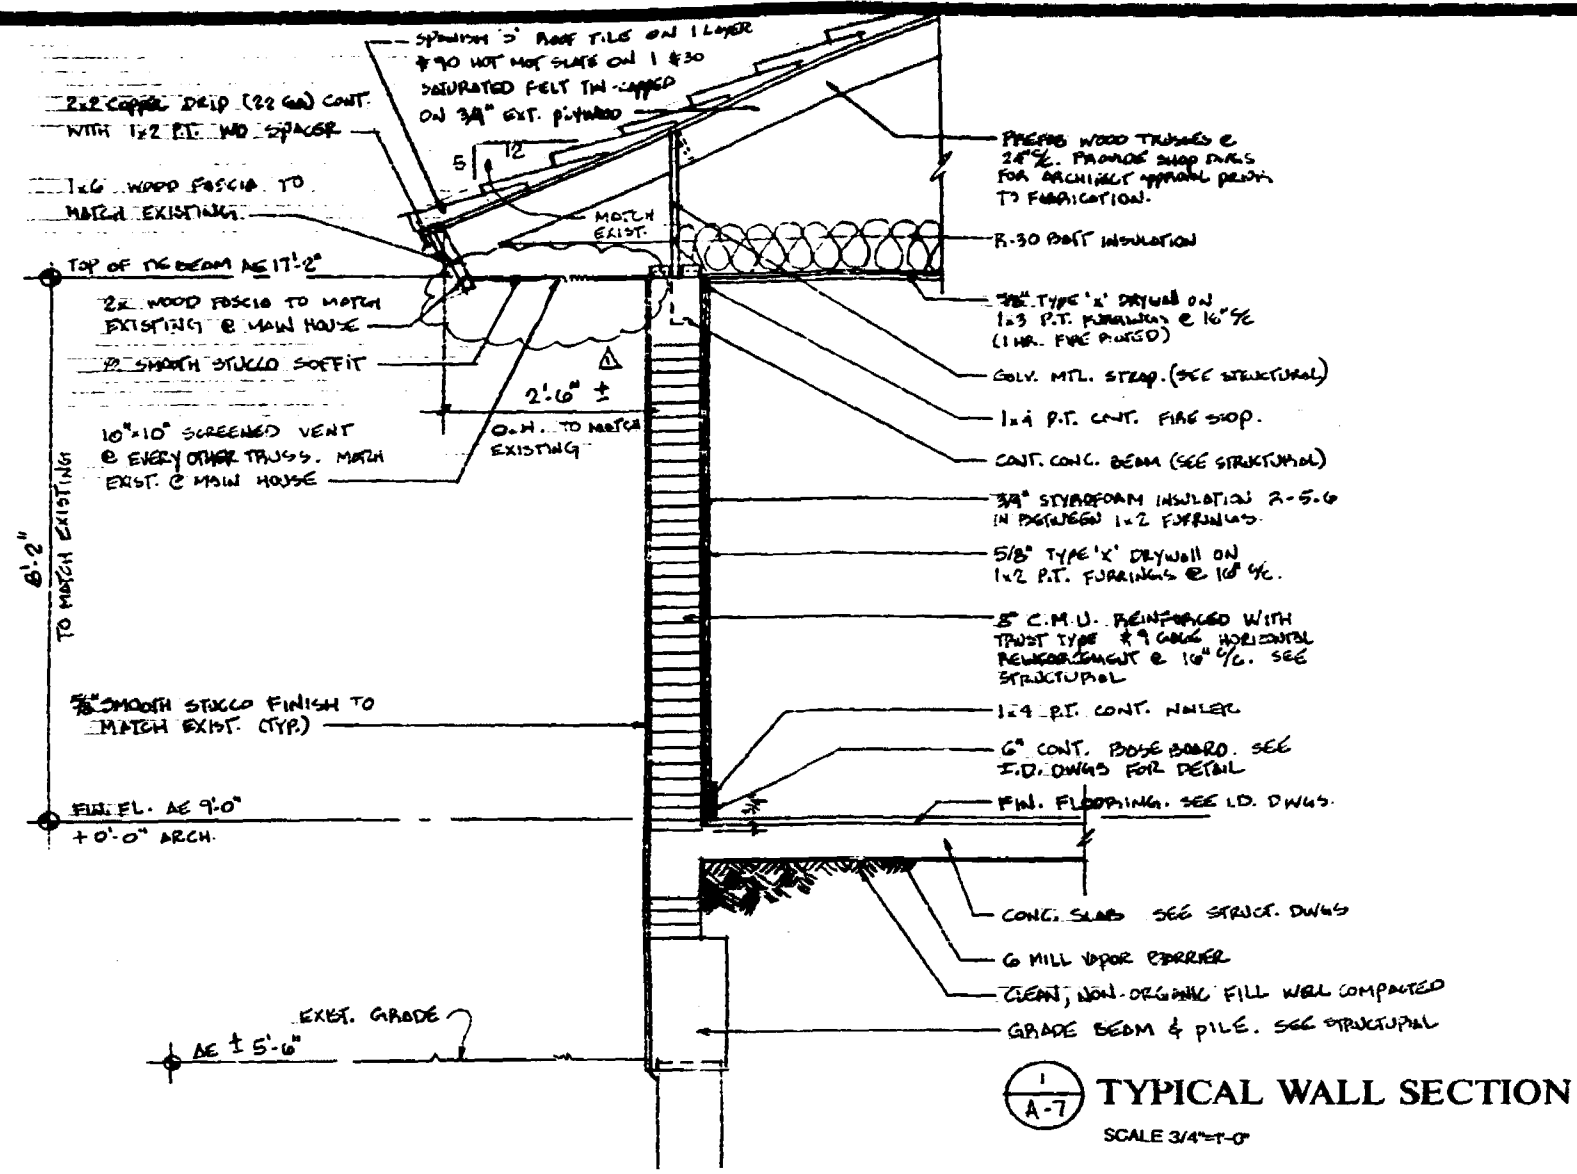 SPANISH 'S' ROOF TILE ON 1 LAYER
#90 HOT MOT SLATE ON 1 #30
SATURATED FELT TIN-CAPPED
ON 3/4" EXT. PLYWOOD
2x2 COPPER DRIP (22 GA) CONT.
WITH 1x2 P.T. WD SPACER
5
12
1x6 WOOD FASCIA TO
MATCH EXISTING
MATCH
EXIST.
TOP OF TIE BEAM AE 17'-2"
2x WOOD FASCIA TO MATCH
EXISTING @ MAIN HOUSE
SMOOTH STUCCO SOFFIT
1
2'-6" ±
O.H. TO MATCH
EXISTING
10"x10" SCREENED VENT
@ EVERY OTHER TRUSS. MATCH
EXIST. @ MAIN HOUSE
8'-2"
TO MATCH EXISTING
5/8" SMOOTH STUCCO FINISH TO
MATCH EXIST. (TYP.)
FIN. FL. AE 9'-0"
+0'-0" ARCH.
EXIST. GRADE
AE ± 5'-6"
PREFAB WOOD TRUSSES @
24" C/C. PROVIDE SHOP DWGS
FOR ARCHITECT APPROVAL PRIOR
TO FABRICATION.
R-30 BATT INSULATION
5/8" TYPE 'X' DRYWALL ON
1x3 P.T. FURRINGS @ 16" C/C
(1 HR. FIRE RATED)
GALV. MTL. STRAP. (SEE STRUCTURAL)
1x4 P.T. CONT. FIRE STOP.
CONT. CONC. BEAM (SEE STRUCTURAL)
3/4" STYROFOAM INSULATION R-5.6
IN BETWEEN 1x2 FURRINGS.
5/8" TYPE 'X' DRYWALL ON
1x2 P.T. FURRINGS @ 16" C/C.
8" C.M.U. REINFORCED WITH
TRUST TYPE #9 GAGE HORIZONTAL
REINFORCEMENT @ 16" C/C. SEE
STRUCTURAL
1x4 P.T. CONT. NAILER
6" CONT. BASE BOARD. SEE
I.D. DWGS FOR DETAIL
FIN. FLOORING. SEE I.D. DWGS.
CONC. SLAB SEE STRUCT. DWGS
6 MILL VAPOR BARRIER
CLEAN, NON-ORGANIC FILL WELL COMPACTED
GRADE BEAM & PILE. SEE STRUCTURAL
1
A-7
TYPICAL WALL SECTION
SCALE 3/4"=1'-0"